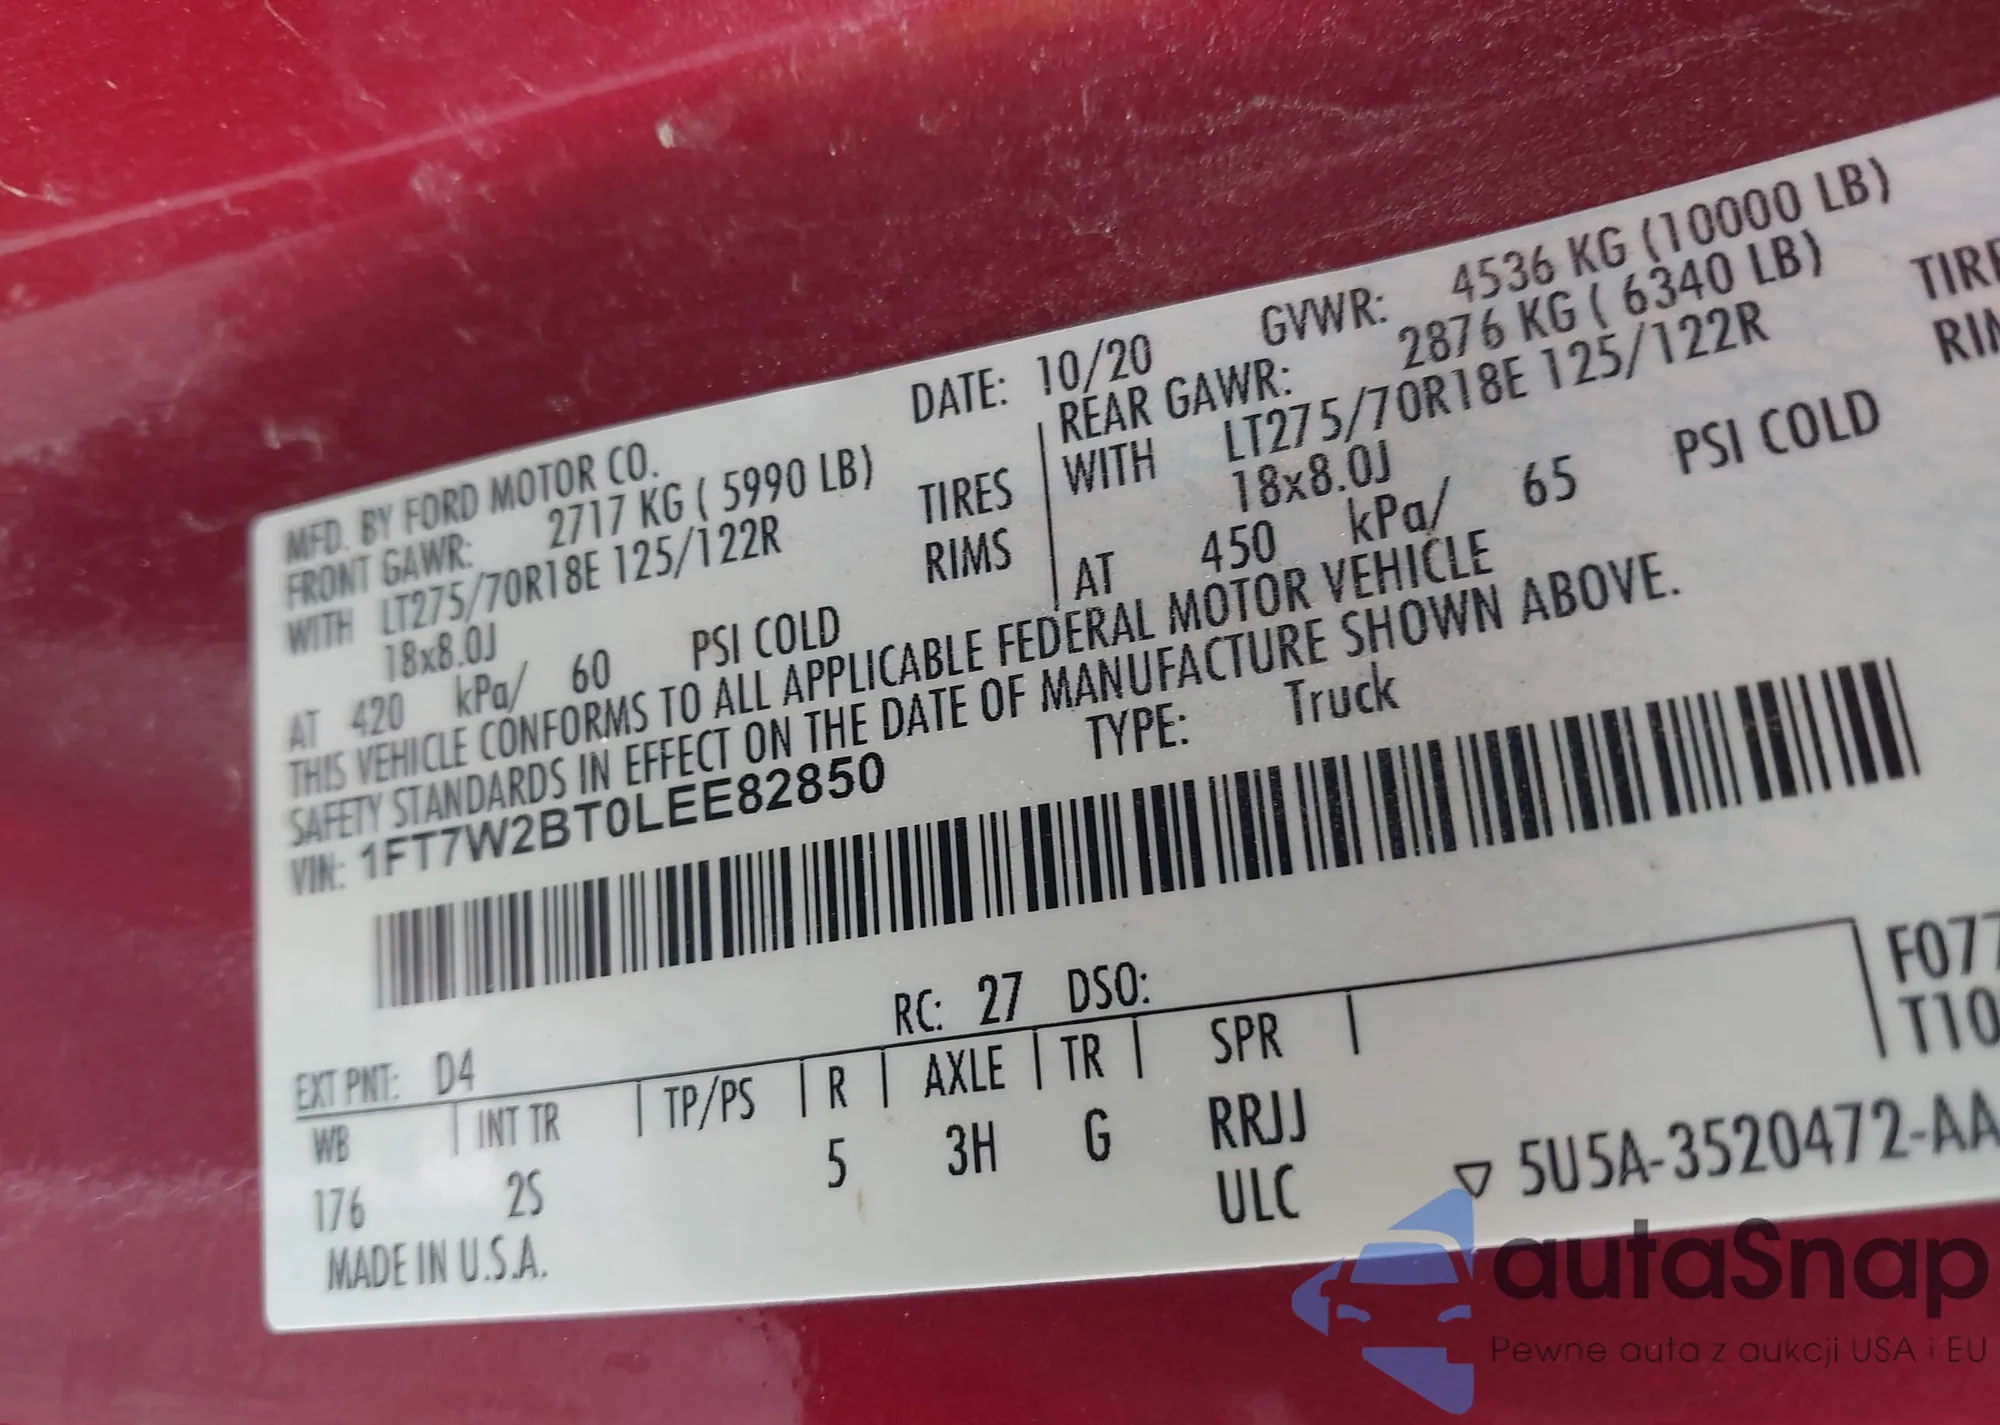 MFD. BY FORD MOTOR CO.
DATE: 10/20
GVWR: 4536 KG (10000 LB)
FRONT GAWR: 2717 KG ( 5990 LB)
REAR GAWR: 2876 KG ( 6340 LB)
WITH LT275/70R18E 125/122R TIRES
WITH LT275/70R18E 125/122R
18x8.0J RIMS
18x8.0J
AT 420 kPa/ 60 PSI COLD
AT 450 kPa/ 65 PSI COLD
THIS VEHICLE CONFORMS TO ALL APPLICABLE FEDERAL MOTOR VEHICLE
SAFETY STANDARDS IN EFFECT ON THE DATE OF MANUFACTURE SHOWN ABOVE.
VIN: 1FT7W2BT0LEE82850
TYPE: Truck
RC: 27 DSO:
EXT PNT: D4
WB INT TR TP/PS R AXLE TR SPR
176 2S 5 3H G RRJJ
ULC
MADE IN U.S.A.
5U5A-3520472-AA
autaSnap
Pewne auta z aukcji USA i EU